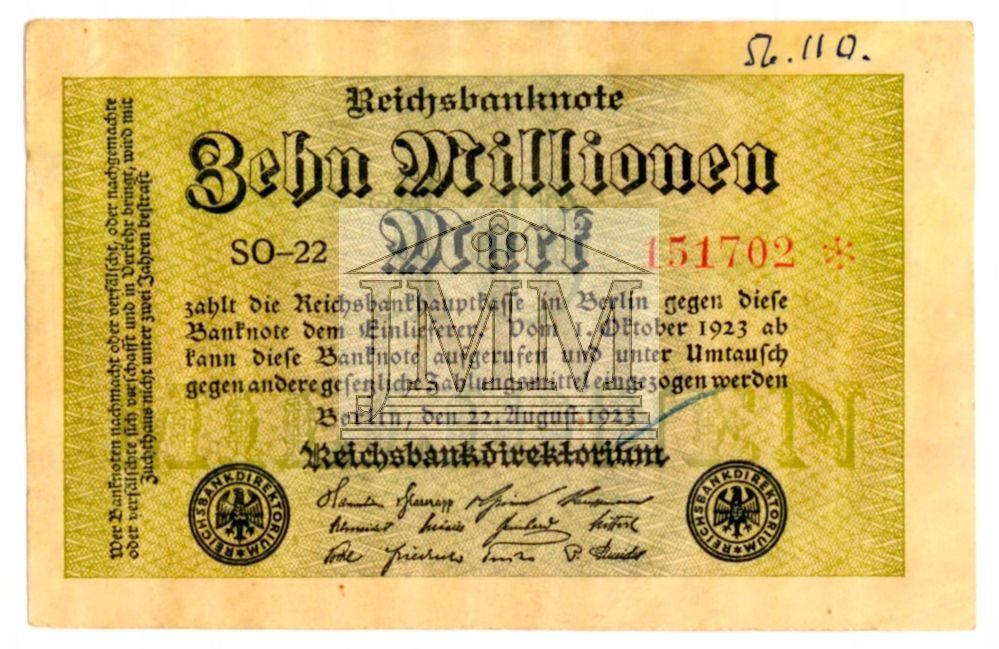 St. 110.
Reichsbanknote
Zehn Millionen
Mark
SO-22
151702 *
zahlt die Reichsbankhauptkasse in Berlin gegen diese
Banknote dem Einlieferer. Vom 1. Oktober 1923 ab
kann diese Banknote aufgerufen und unter Umtausch
gegen andere gesetzliche Zahlungsmittel eingezogen werden
Berlin, den 22. August 1923
Reichsbankdirektorium
Wer Banknoten nachmacht oder verfälscht, oder nachgemachte
oder verfälschte sich verschafft und in Verkehr bringt, wird mit
Zuchthaus nicht unter zwei Jahren bestraft
REICHSBANKDIREKTORIUM
REICHSBANKDIREKTORIUM
JMM